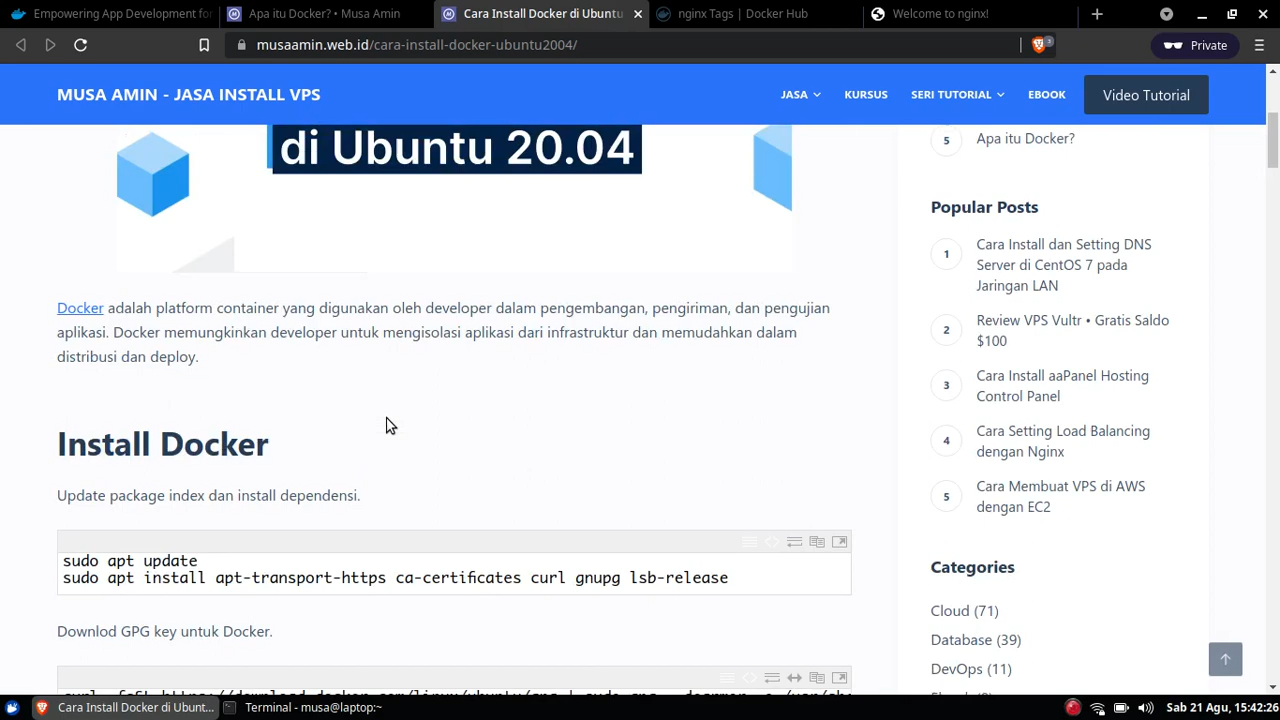 Empowering App Development for
Apa itu Docker? • Musa Amin
Cara Install Docker di Ubuntu
nginx Tags | Docker Hub
Welcome to nginx!
musaamin.web.id/cara-install-docker-ubuntu2004/
3
Private
MUSA AMIN - JASA INSTALL VPS
JASA
KURSUS
SERI TUTORIAL
EBOOK
Video Tutorial
di Ubuntu 20.04
Docker adalah platform container yang digunakan oleh developer dalam pengembangan, pengiriman, dan pengujian
aplikasi. Docker memungkinkan developer untuk mengisolasi aplikasi dari infrastruktur dan memudahkan dalam
distribusi dan deploy.
Install Docker
Update package index dan install dependensi.
sudo apt update
sudo apt install apt-transport-https ca-certificates curl gnupg lsb-release
Downlod GPG key untuk Docker.
5
Apa itu Docker?
Popular Posts
1
Cara Install dan Setting DNS
Server di CentOS 7 pada
Jaringan LAN
2
Review VPS Vultr • Gratis Saldo
$100
3
Cara Install aaPanel Hosting
Control Panel
4
Cara Setting Load Balancing
dengan Nginx
5
Cara Membuat VPS di AWS
dengan EC2
Categories
Cloud (71)
Database (39)
DevOps (11)
Cara Install Docker di Ubunt...
Terminal - musa@laptop:~
Sab 21 Agu, 15:42:26